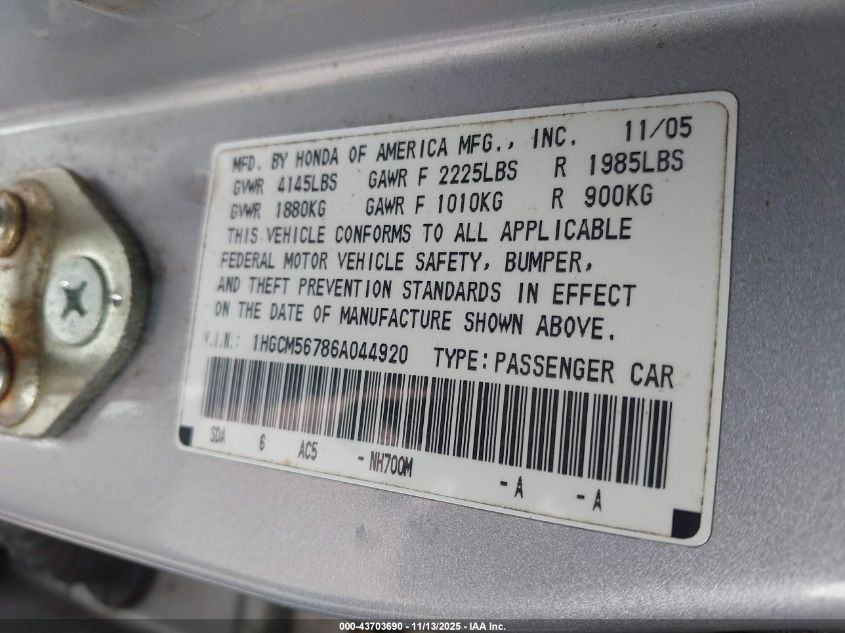 MFD. BY HONDA OF AMERICA MFG., INC. 11/05
GVWR 4145LBS GAWR F 2225LBS R 1985LBS
GVWR 1880KG GAWR F 1010KG R 900KG
THIS VEHICLE CONFORMS TO ALL APPLICABLE
FEDERAL MOTOR VEHICLE SAFETY, BUMPER,
AND THEFT PREVENTION STANDARDS IN EFFECT
ON THE DATE OF MANUFACTURE SHOWN ABOVE.
V.I.N.: 1HGCM56786A044920 TYPE: PASSENGER CAR
SDA 6 AC5 - NH700M - A - A
000-43703690 - 11/13/2025 - IAA Inc.